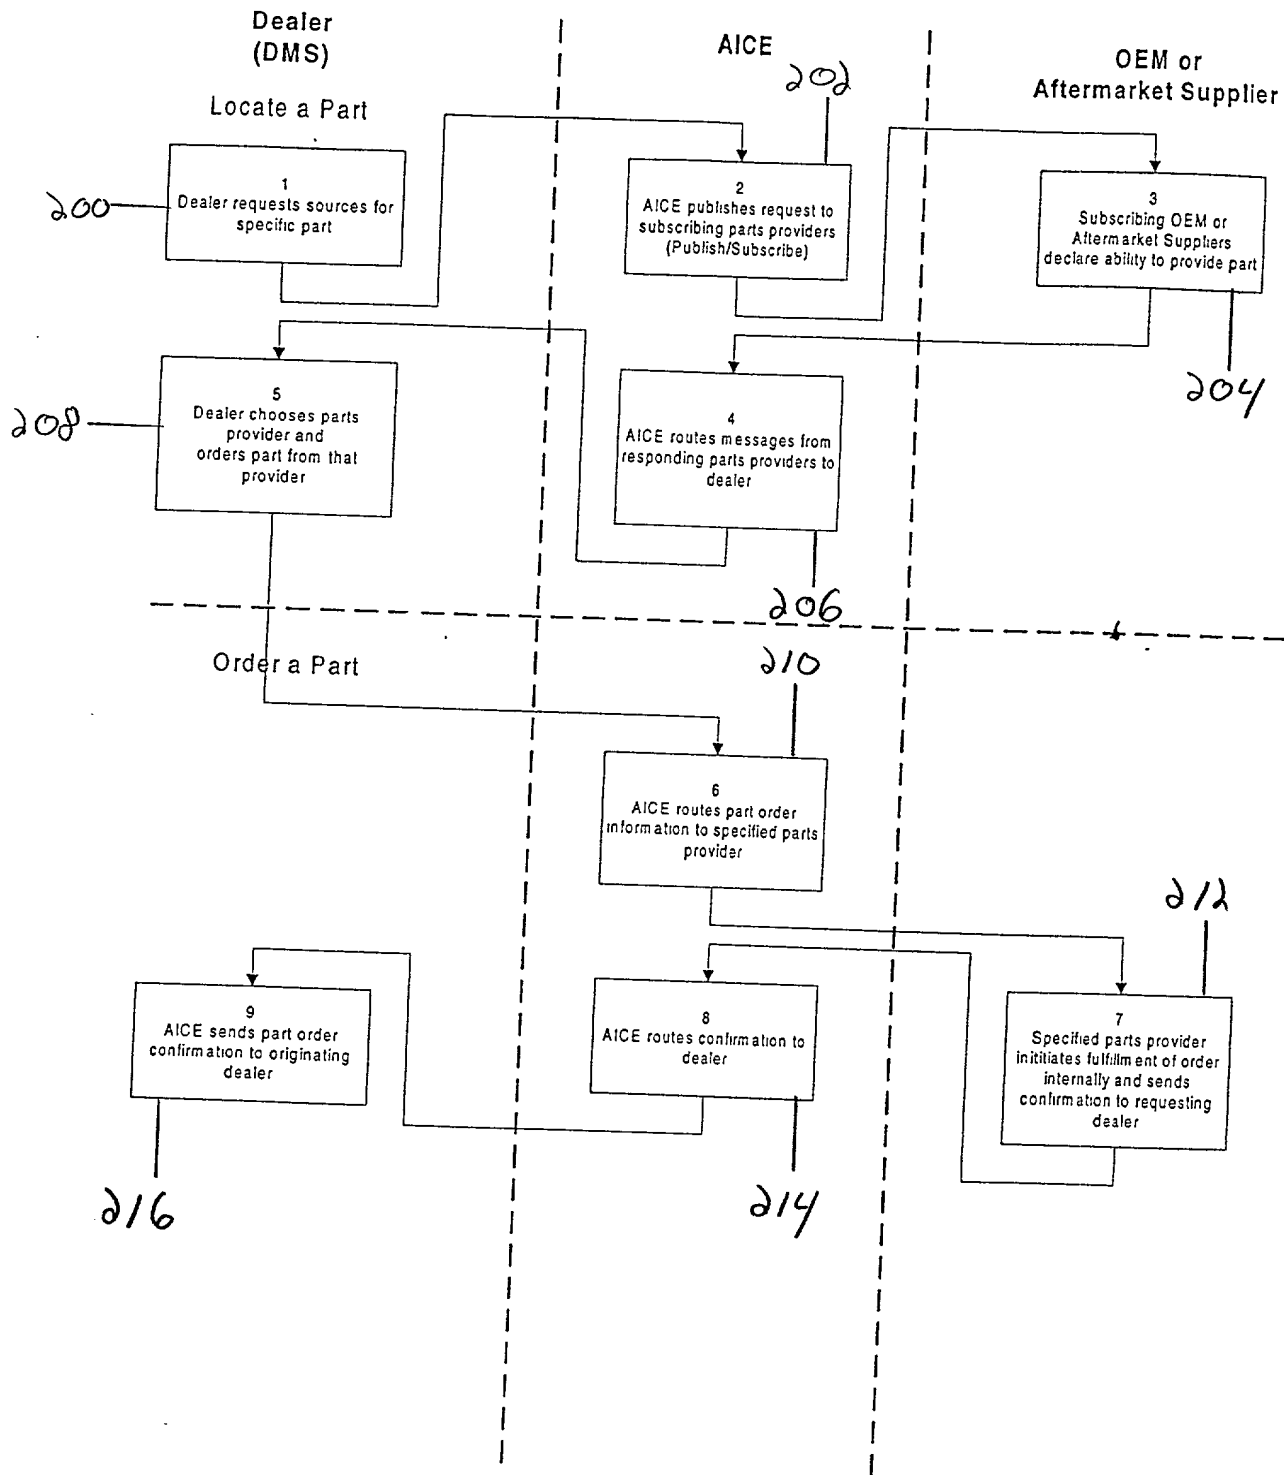 Dealer
(DMS)
AICE
OEM or
Aftermarket Supplier
Locate a Part
202
200
1
Dealer requests sources for
specific part
2
AICE publishes request to
subscribing parts providers
(Publish/Subscribe)
3
Subscribing OEM or
Aftermarket Suppliers
declare ability to provide part
204
208
5
Dealer chooses parts
provider and
orders part from that
provider
4
AICE routes messages from
responding parts providers to
dealer
206
Order a Part
210
6
AICE routes part order
information to specified parts
provider
212
9
AICE sends part order
confirmation to originating
dealer
8
AICE routes confirmation to
dealer
7
Specified parts provider
inititiates fulfillment of order
internally and sends
confirmation to requesting
dealer
216
214